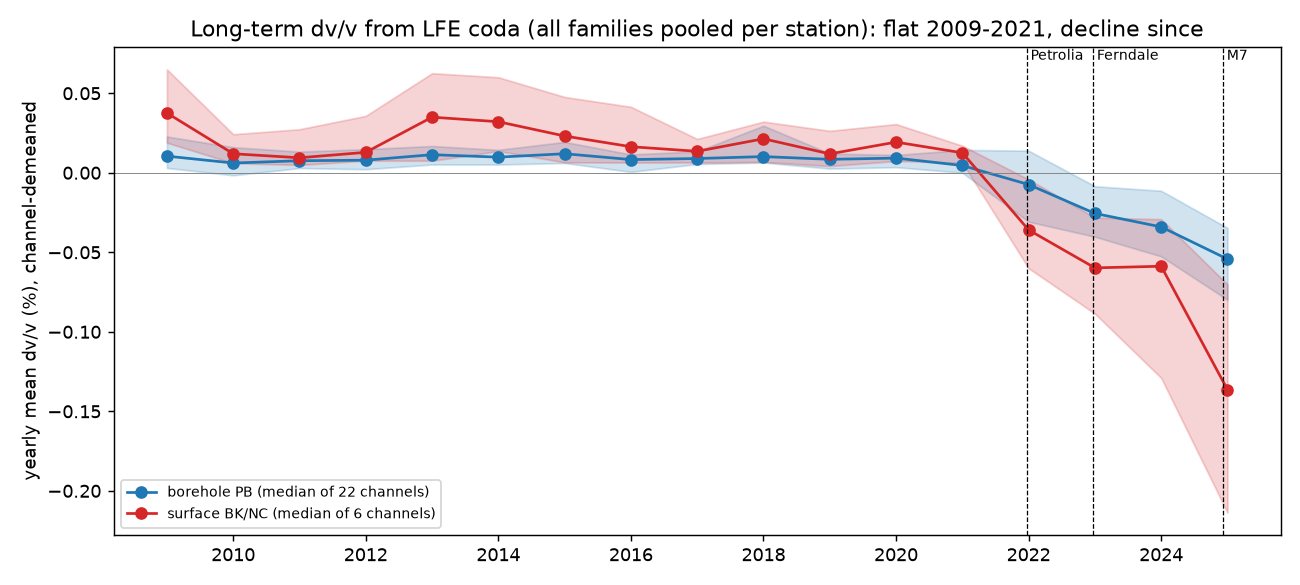 Long-term dv/v from LFE coda (all families pooled per station): flat 2009-2021, decline since
Petrolia
Ferndale
M7
yearly mean dv/v (%), channel-demeaned
0.05
0.00
−0.05
−0.10
−0.15
−0.20
borehole PB (median of 22 channels)
surface BK/NC (median of 6 channels)
2010
2012
2014
2016
2018
2020
2022
2024